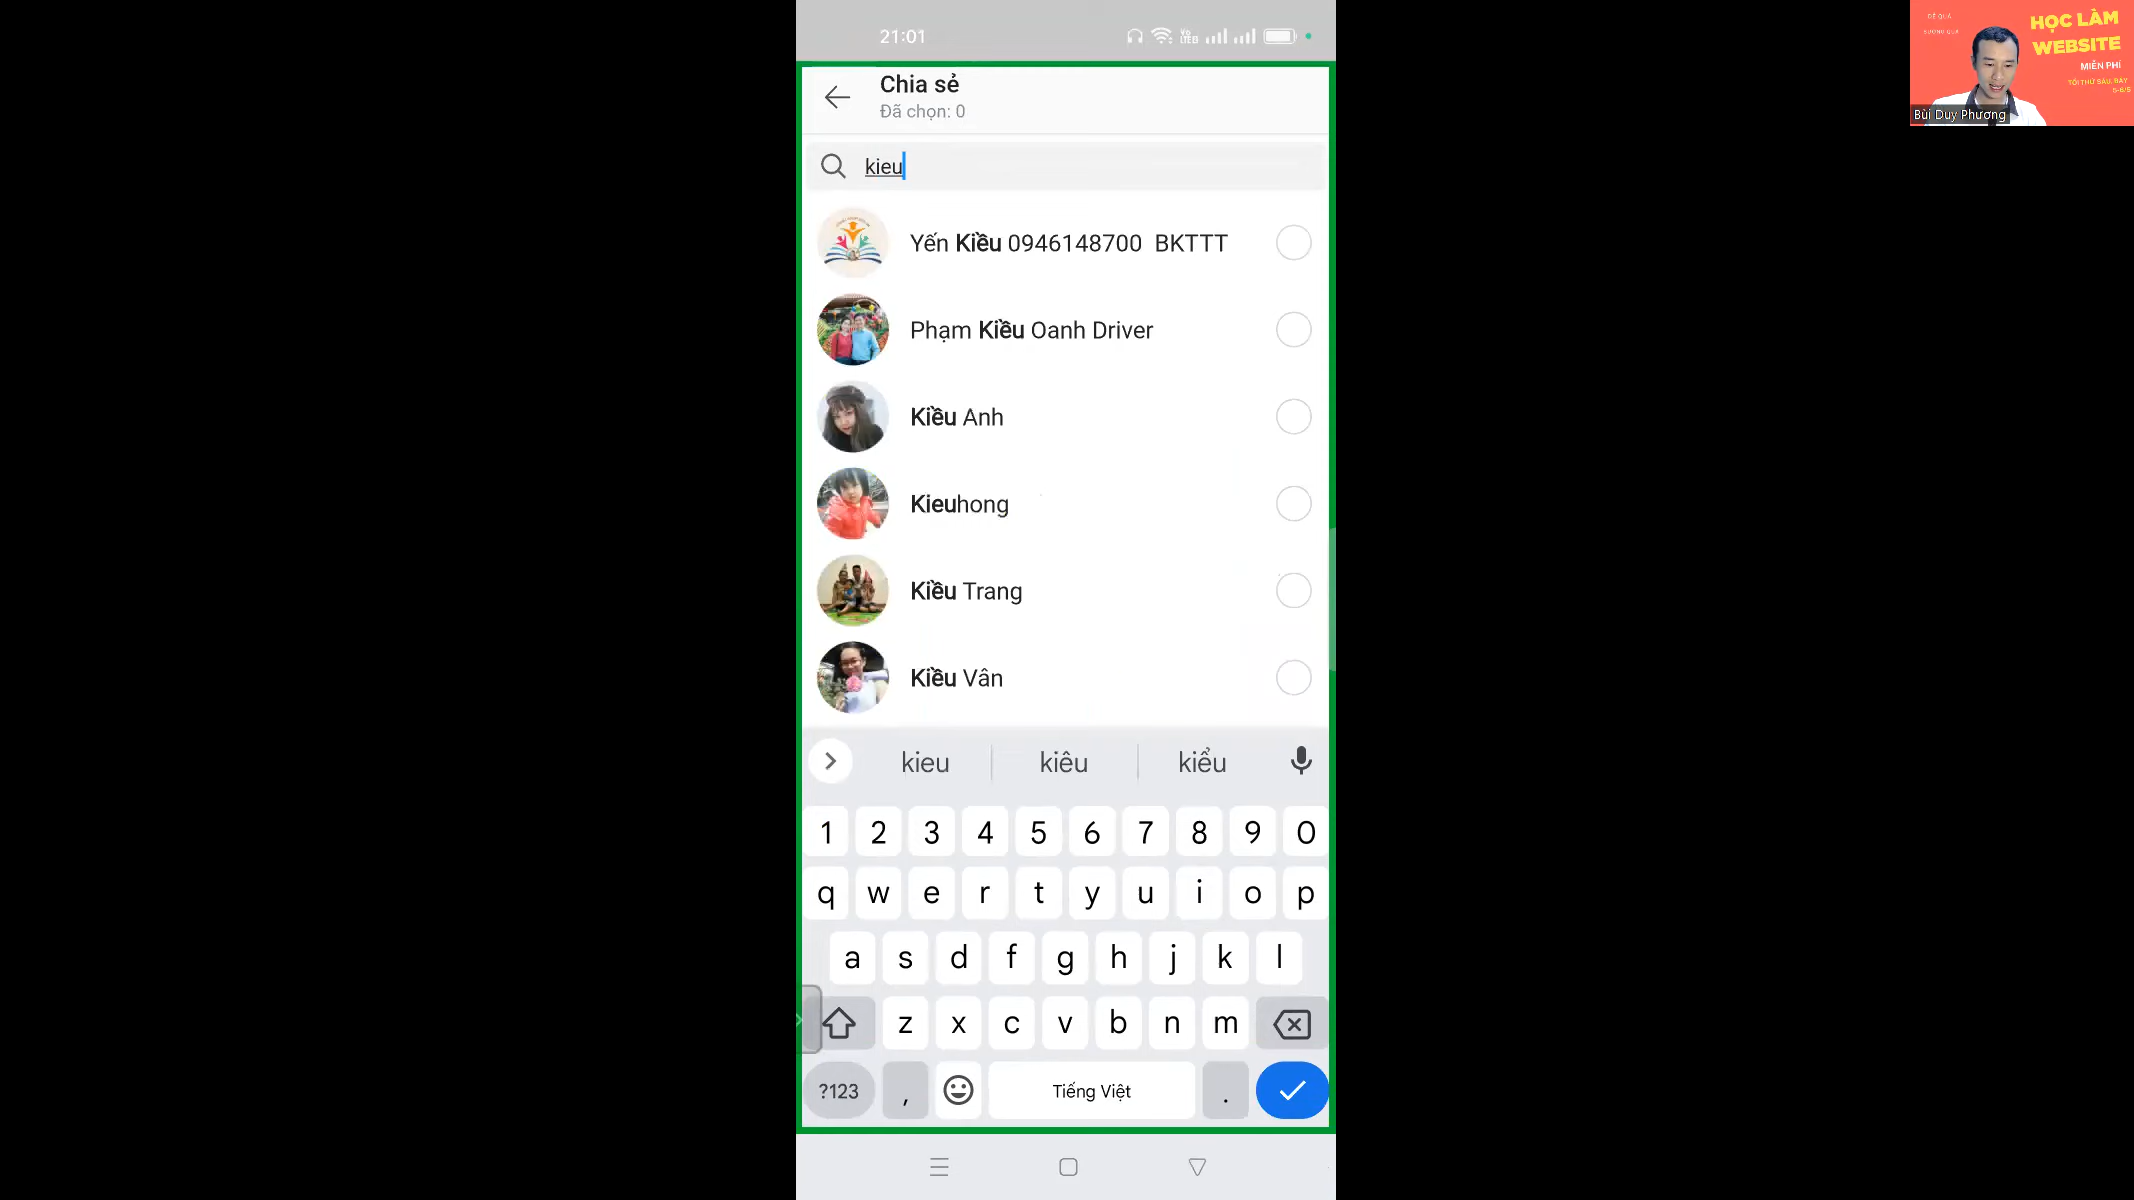 21:01
Chia sẻ
Đã chọn: 0
kieu
Yến Kiều 0946148700 BKTTT
Phạm Kiều Oanh Driver
Kiều Anh
Kieuhong
Kiều Trang
Kiều Vân
kieu kiêu kiểu
1 2 3 4 5 6 7 8 9 0
q w e r t y u i o p
a s d f g h j k l
z x c v b n m
?123 , Tiếng Việt .
HỌC LÀM
WEBSITE
MIỄN PHÍ
Bùi Duy Phương